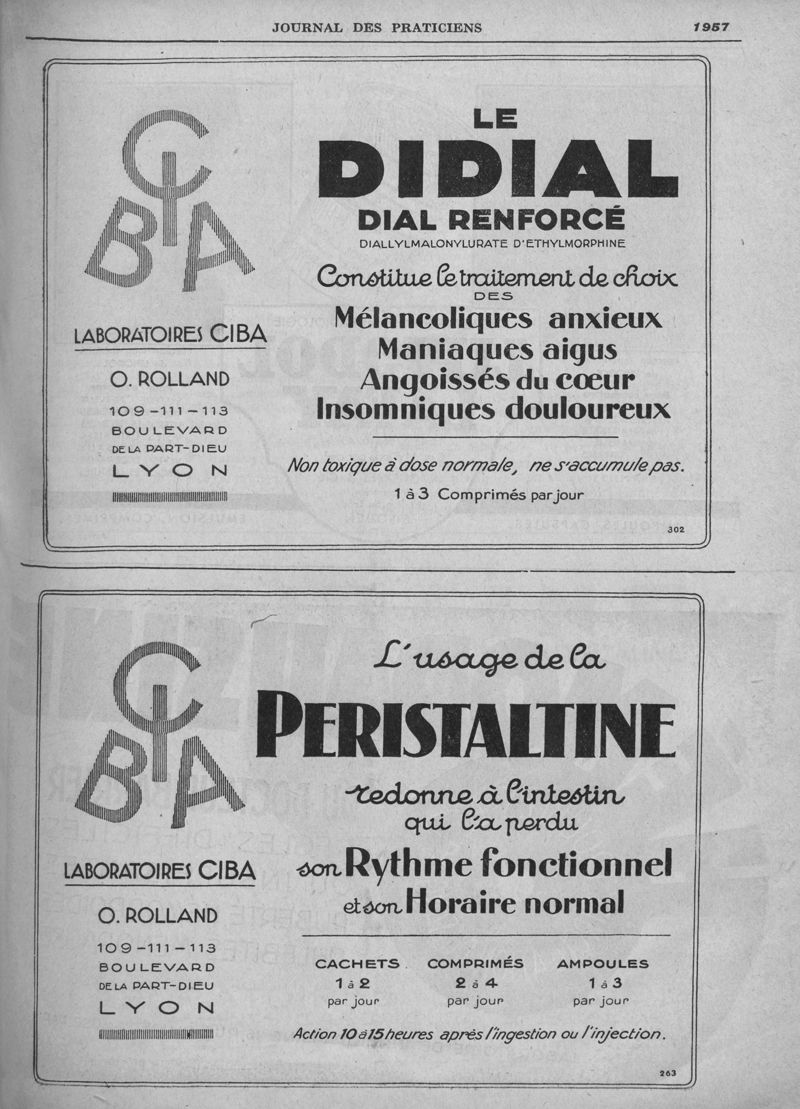 JOURNAL DES PRATICIENS 1957
CIBA
LABORATOIRES CIBA
O. ROLLAND
109-111-113
BOULEVARD
DE LA PART-DIEU
LYON
LE
DIDIAL
DIAL RENFORCÉ
DIALLYLMALONYLURATE D'ETHYLMORPHINE
Constitue le traitement de choix
DES
Mélancoliques anxieux
Maniaques aigus
Angoissés du cœur
Insomniques douloureux
Non toxique à dose normale, ne s'accumule pas.
1 à 3 Comprimés par jour
302
CIBA
LABORATOIRES CIBA
O. ROLLAND
109-111-113
BOULEVARD
DE LA PART-DIEU
LYON
L'usage de la
PERISTALTINE
redonne à l'intestin
qui l'a perdu
son Rythme fonctionnel
et son Horaire normal
CACHETS COMPRIMÉS AMPOULES
1 à 2 2 à 4 1 à 3
par jour par jour par jour
Action 10 à 15 heures après l'ingestion ou l'injection.
263